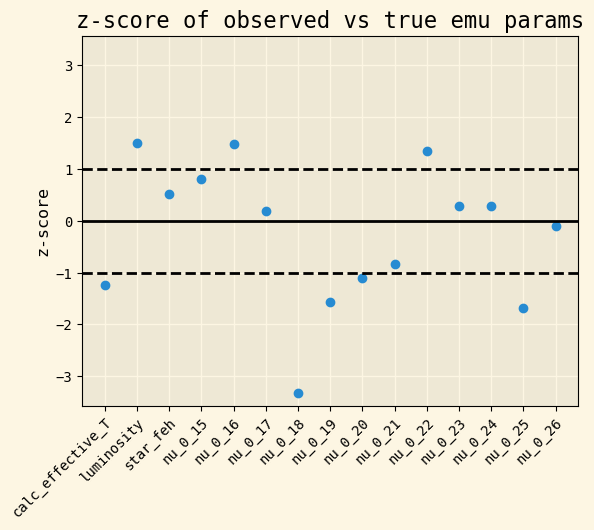 z-score of observed vs true emu params
z-score
3
2
1
0
−1
−2
−3
calc_effective_T
luminosity
star_feh
nu_0_15
nu_0_16
nu_0_17
nu_0_18
nu_0_19
nu_0_20
nu_0_21
nu_0_22
nu_0_23
nu_0_24
nu_0_25
nu_0_26